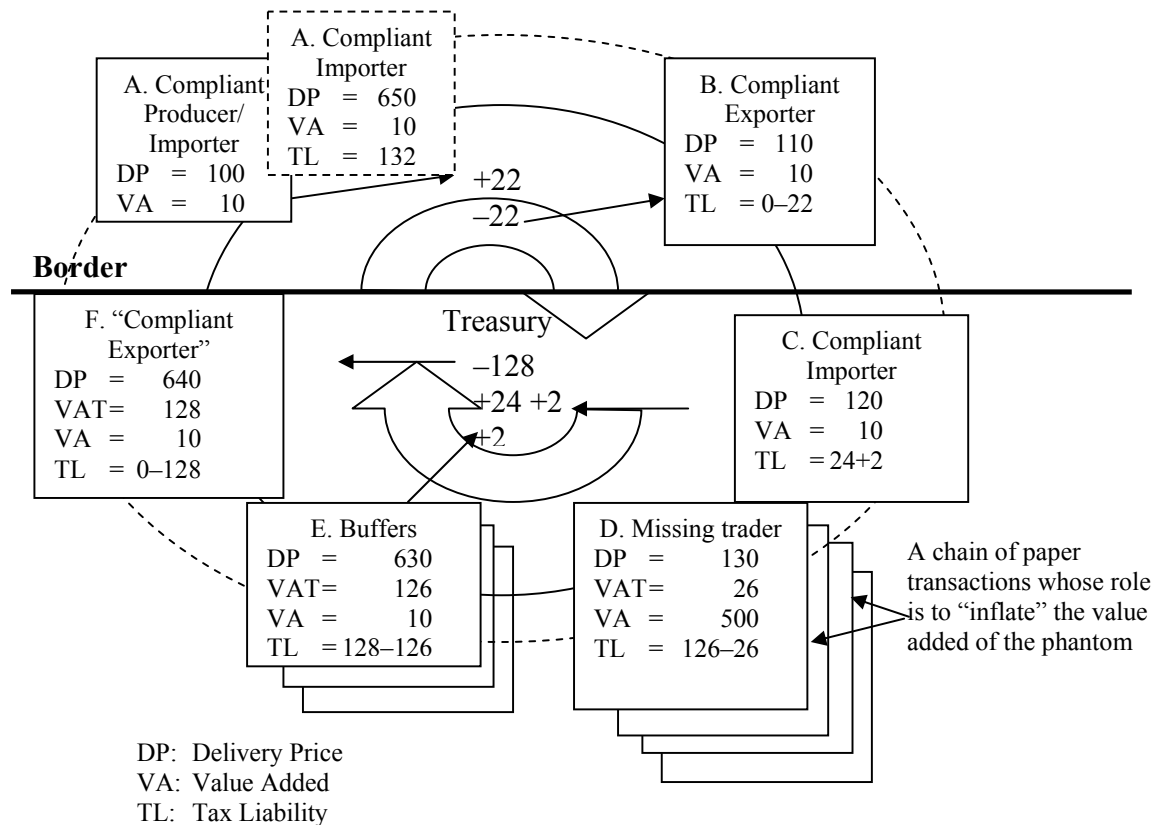 A. Compliant
Importer
DP = 650
VA = 10
TL = 132
A. Compliant
Producer/
Importer
DP = 100
VA = 10
B. Compliant
Exporter
DP = 110
VA = 10
TL = 0–22
+22
–22
Border
F. “Compliant
Exporter”
DP = 640
VAT= 128
VA = 10
TL = 0–128
Treasury
–128
+24 +2
+2
C. Compliant
Importer
DP = 120
VA = 10
TL = 24+2
E. Buffers
DP = 630
VAT= 126
VA = 10
TL = 128–126
D. Missing trader
DP = 130
VAT= 26
VA = 500
TL = 126–26
A chain of paper
transactions whose role
is to “inflate” the value
added of the phantom
DP: Delivery Price
VA: Value Added
TL: Tax Liability